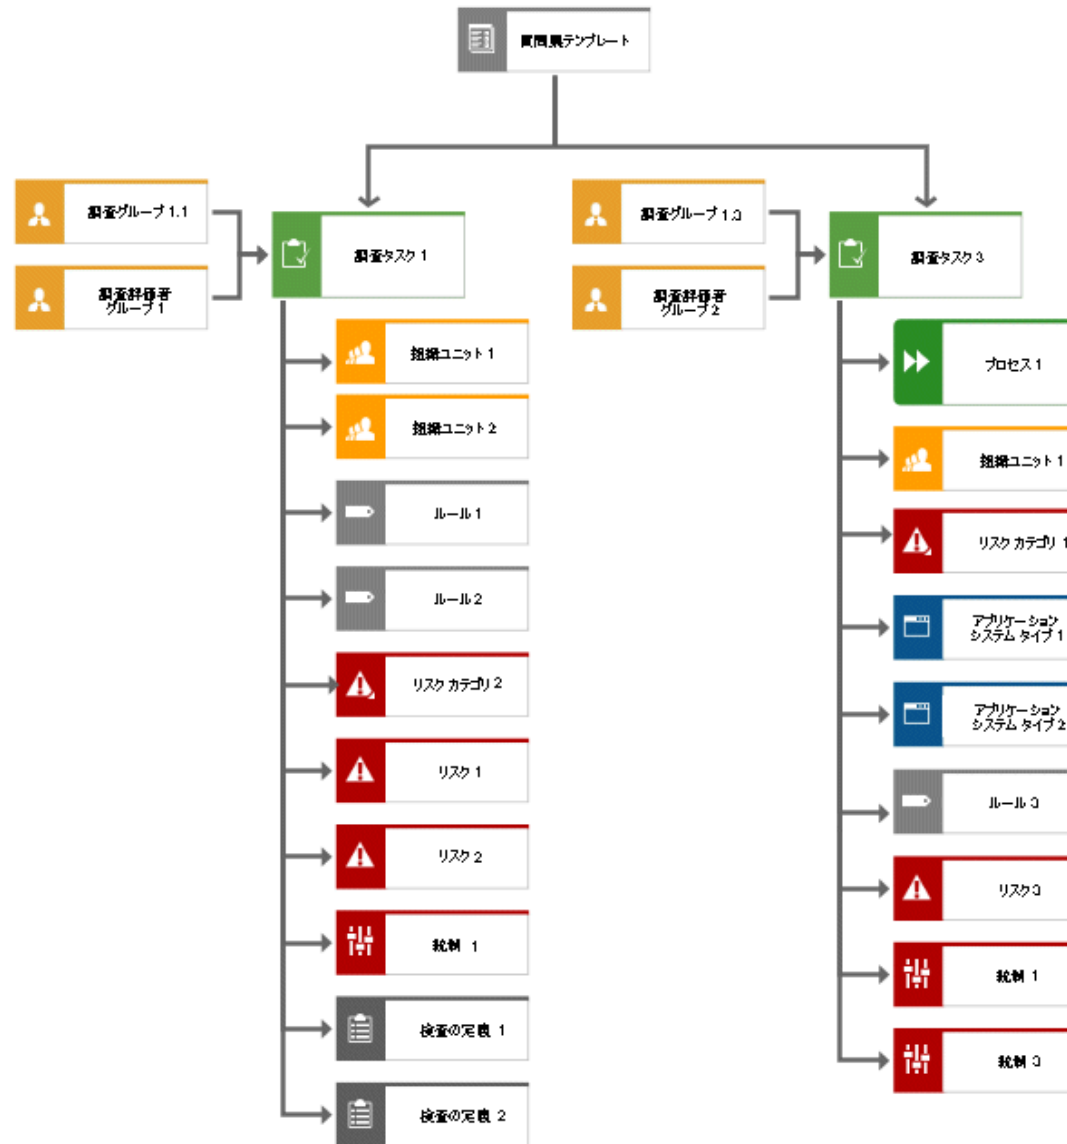 質問票テンプレート
調査グループ 1.1
調査評価者
グループ 1
調査タスク 1
組織ユニット 1
組織ユニット 2
ルール 1
ルール 2
リスク カテゴリ 2
リスク 1
リスク 2
統制 1
検査の定義 1
検査の定義 2
調査グループ 1.3
調査評価者
グループ 2
調査タスク 3
プロセス 1
組織ユニット 1
リスク カテゴリ 1
アプリケーション
システム タイプ 1
アプリケーション
システム タイプ 2
ルール 3
リスク 3
統制 1
統制 3